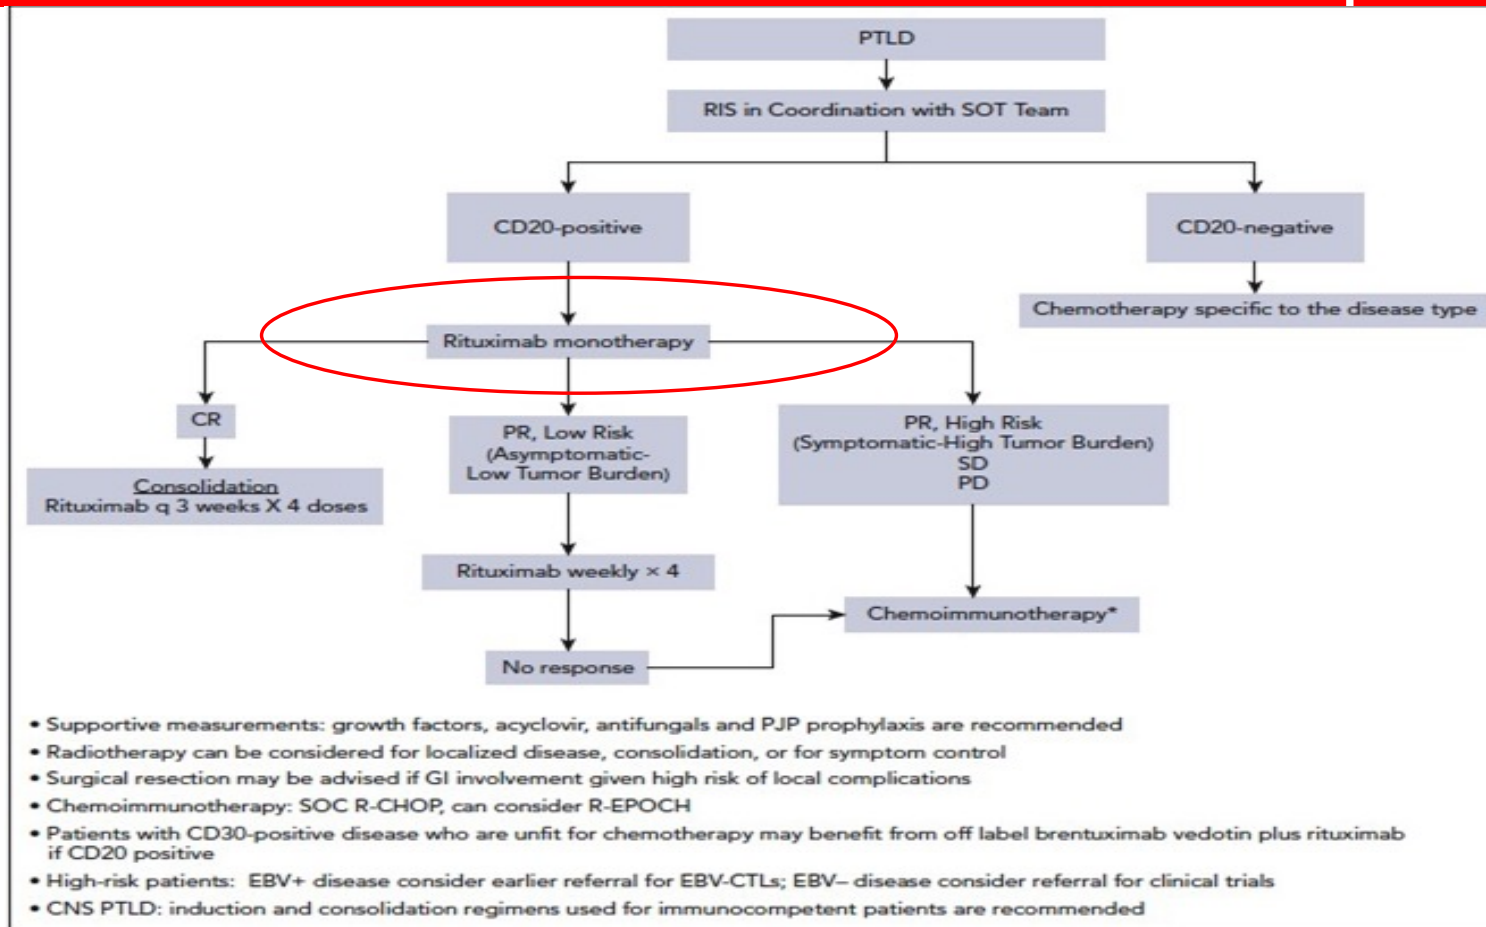 PTLD
RIS in Coordination with SOT Team
CD20-positive
CD20-negative
Chemotherapy specific to the disease type
Rituximab monotherapy
CR
PR, Low Risk
(Asymptomatic-
Low Tumor Burden)
PR, High Risk
(Symptomatic-High Tumor Burden)
SD
PD
Consolidation
Rituximab q 3 weeks X 4 doses
Rituximab weekly × 4
Chemoimmunotherapy*
No response
• Supportive measurements: growth factors, acyclovir, antifungals and PJP prophylaxis are recommended
• Radiotherapy can be considered for localized disease, consolidation, or for symptom control
• Surgical resection may be advised if GI involvement given high risk of local complications
• Chemoimmunotherapy: SOC R-CHOP, can consider R-EPOCH
• Patients with CD30-positive disease who are unfit for chemotherapy may benefit from off label brentuximab vedotin plus rituximab
if CD20 positive
• High-risk patients: EBV+ disease consider earlier referral for EBV-CTLs; EBV– disease consider referral for clinical trials
• CNS PTLD: induction and consolidation regimens used for immunocompetent patients are recommended